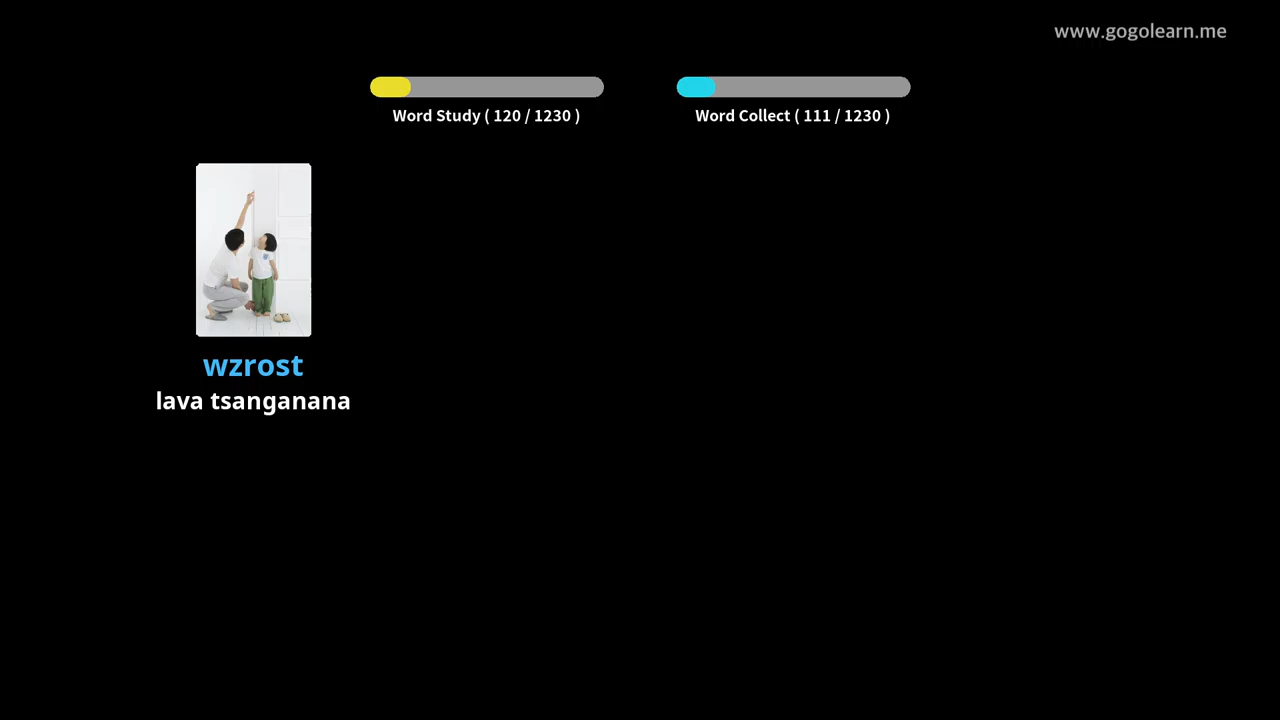 www.gogolearn.me
Word Study ( 120 / 1230 )
Word Collect ( 111 / 1230 )
wzrost
lava tsanganana